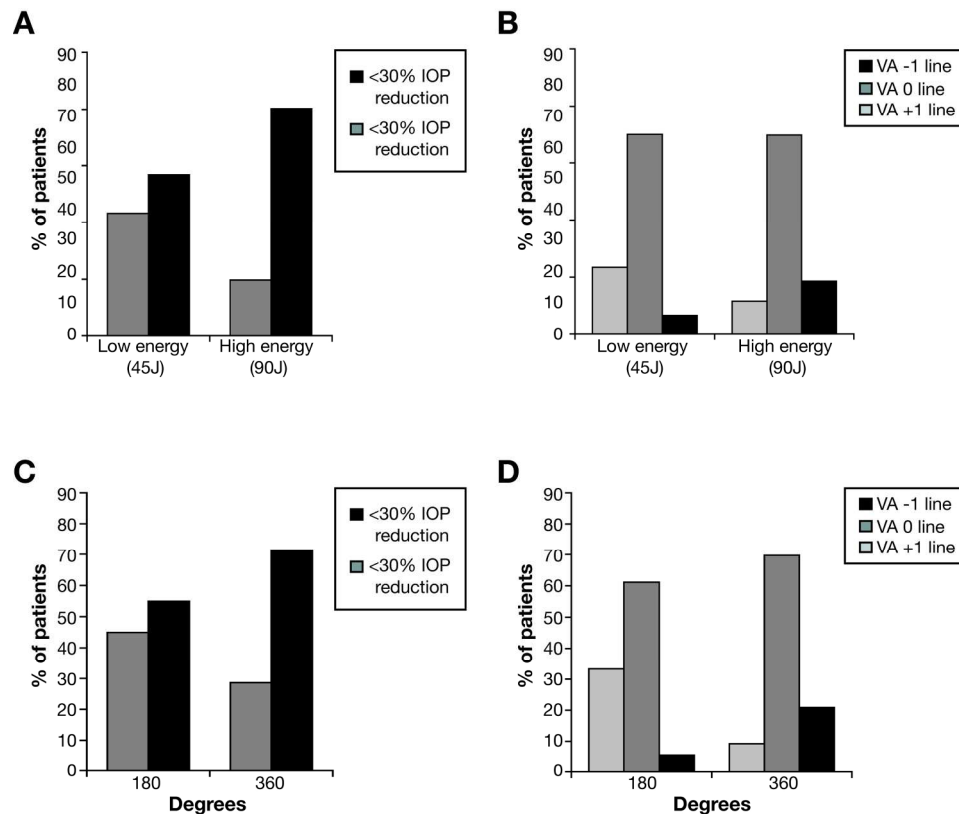 A
% of patients
90
80
70
60
50
40
30
20
10
0
Low energy
(45J)
High energy
(90J)
<30% IOP
reduction
<30% IOP
reduction
B
% of patients
90
80
70
60
50
40
30
20
10
0
Low energy
(45J)
High energy
(90J)
VA -1 line
VA 0 line
VA +1 line
C
% of patients
90
80
70
60
50
40
30
20
10
0
180
360
Degrees
<30% IOP
reduction
<30% IOP
reduction
D
% of patients
90
80
70
60
50
40
30
20
10
0
180
360
Degrees
VA -1 line
VA 0 line
VA +1 line